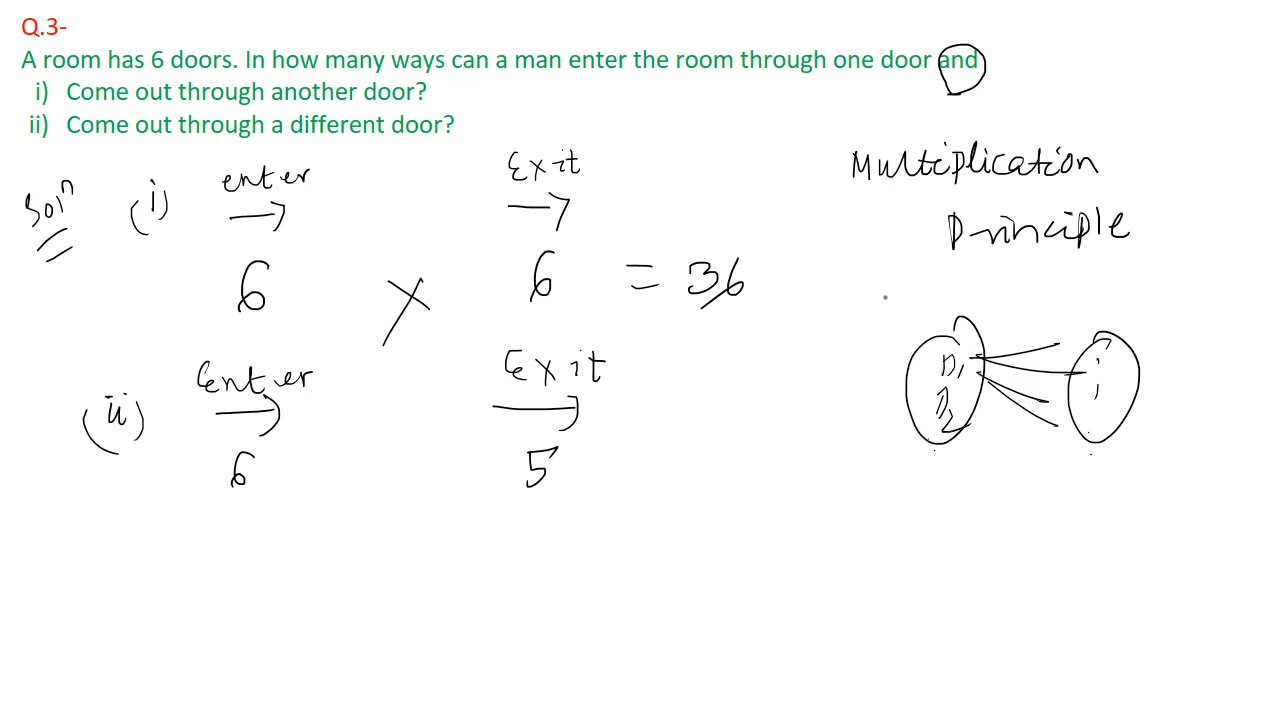 Q.3-
A room has 6 doors. In how many ways can a man enter the room through one door and
i) Come out through another door?
ii) Come out through a different door?
Solⁿ (i) enter Exit
6 × 6 = 36
Multiplication
Principle
(ii) Enter Exit
6 5
D₁
D₂